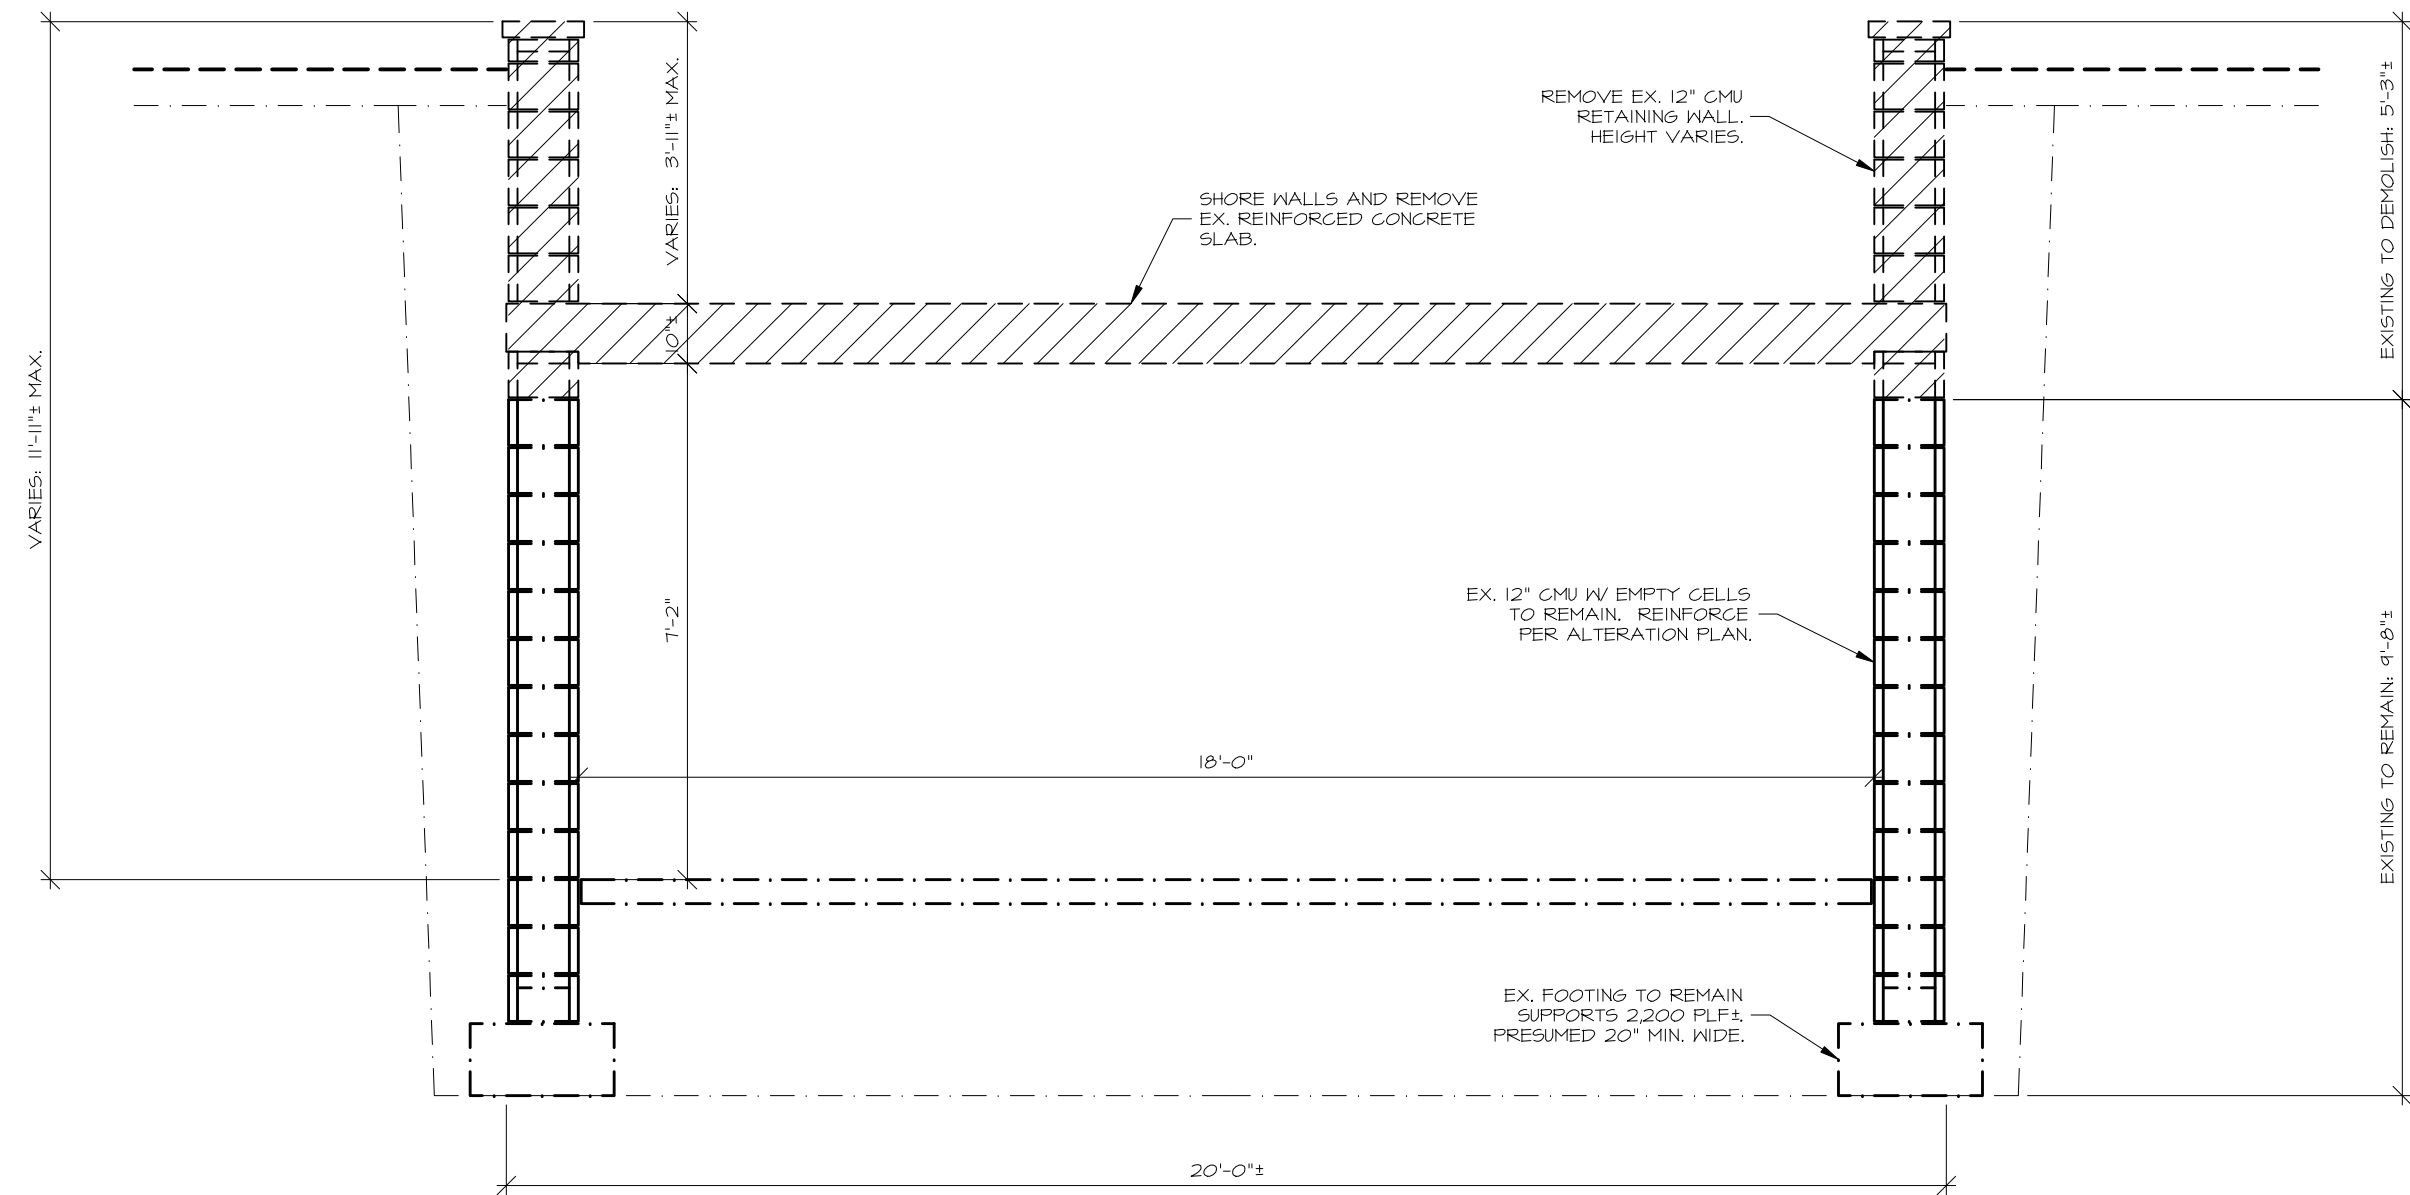 REMOVE EX. 12" CMU
RETAINING WALL.
HEIGHT VARIES.
SHORE WALLS AND REMOVE
EX. REINFORCED CONCRETE
SLAB.
VARIES: 3'-11"± MAX.
10"±
7'-2"
VARIES: 11'-11"± MAX.
EXISTING TO DEMOLISH: 5'-3"±
EX. 12" CMU W/ EMPTY CELLS
TO REMAIN. REINFORCE
PER ALTERATION PLAN.
EXISTING TO REMAIN: 9'-8"±
18'-0"
EX. FOOTING TO REMAIN
SUPPORTS 2,200 PLF±.
PRESUMED 20" MIN. WIDE.
20'-0"±